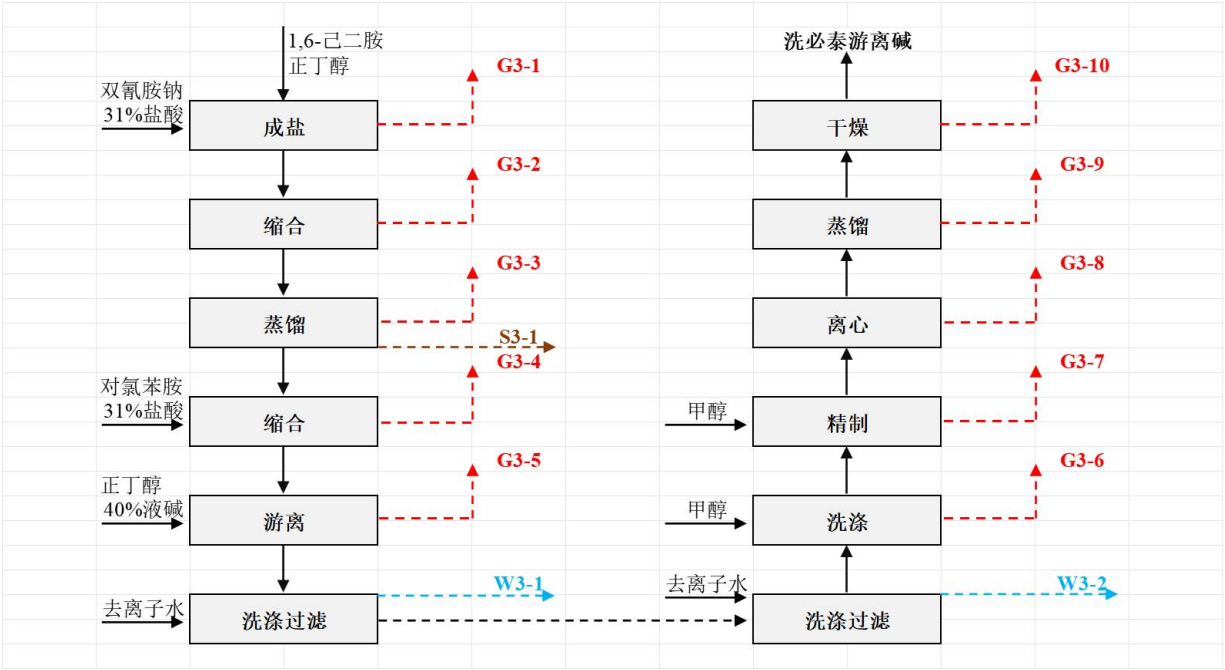 1,6-己二胺
正丁醇
G3-1
双氰胺钠
31%盐酸
成盐
G3-2
缩合
G3-3
蒸馏
S3-1
G3-4
对氯苯胺
31%盐酸
缩合
G3-5
正丁醇
40%液碱
游离
W3-1
去离子水
洗涤过滤
洗必泰游离碱
G3-10
干燥
G3-9
蒸馏
G3-8
离心
G3-7
甲醇
精制
G3-6
甲醇
洗涤
W3-2
去离子水
洗涤过滤